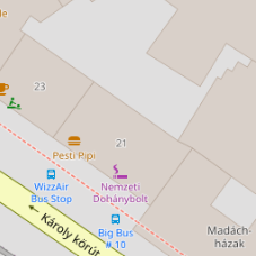 23
21
Pesti Pipi
WizzAir
Bus Stop
Nemzeti
Dohánybolt
Big Bus
# 10
← Károly körút
Madách-
házak